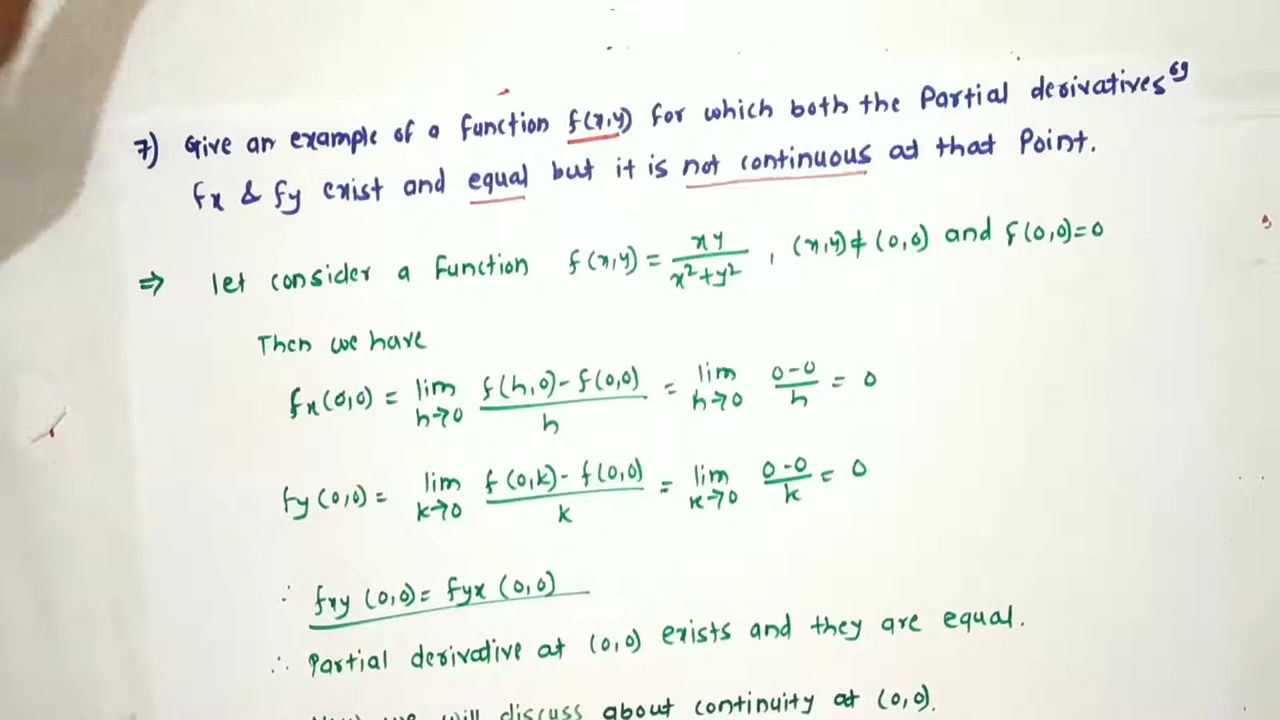 7) Give an example of a function f(x,y) for which both the Partial derivatives
fx & fy exist and equal but it is not continuous at that Point.
⇒ let consider a function f(x,y) = xy/x²+y² , (x,y)≠(0,0) and f(0,0)=0
Then we have
fx(0,0) = lim h→0 f(h,0)-f(0,0)/h = lim h→0 0-0/h = 0
fy(0,0) = lim k→0 f(0,k)-f(0,0)/k = lim k→0 0-0/k = 0
∴ fxy (0,0) = fyx (0,0)
∴ Partial derivative at (0,0) exists and they are equal.
we will discuss about continuity at (0,0).